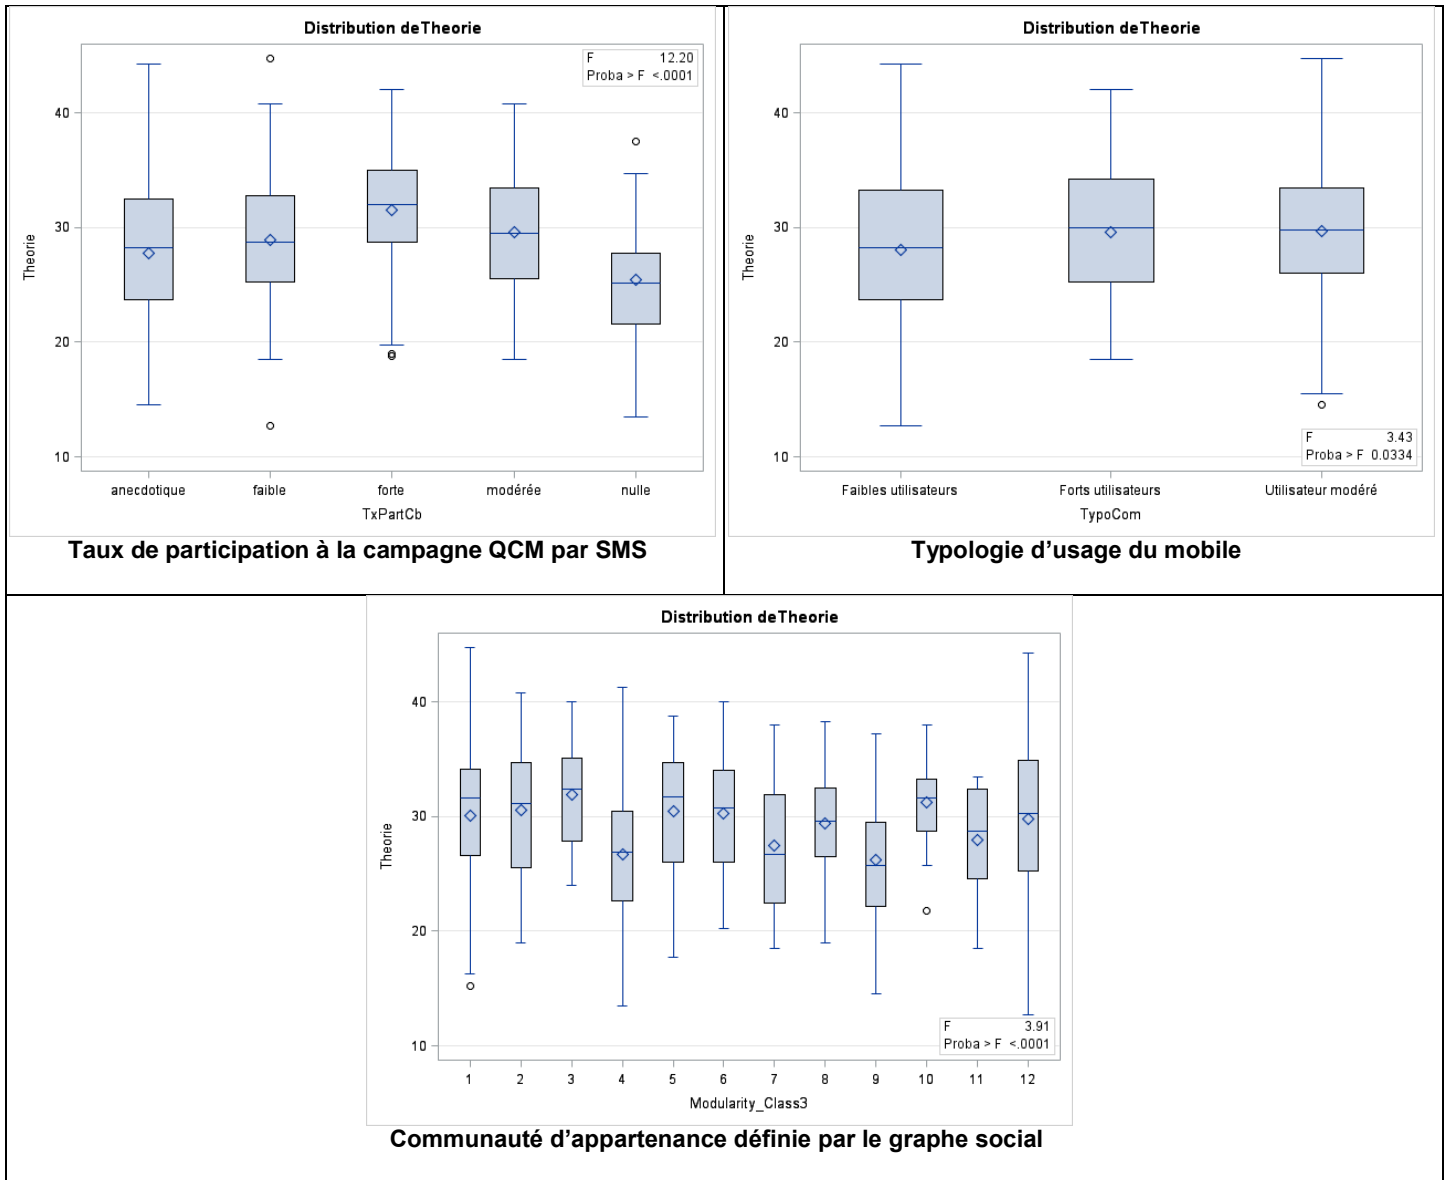 Distribution deTheorie
F 12.20
Proba > F <.0001
40
30
20
10
Theorie
anecdotique faible forte modérée nulle
TxPartCb
Taux de participation à la campagne QCM par SMS
Distribution deTheorie
40
30
20
10
Theorie
F 3.43
Proba > F 0.0334
Faibles utilisateurs Forts utilisateurs Utilisateur modéré
TypoCom
Typologie d’usage du mobile
Distribution deTheorie
40
30
20
10
Theorie
F 3.91
Proba > F <.0001
1 2 3 4 5 6 7 8 9 10 11 12
Modularity_Class3
Communauté d’appartenance définie par le graphe social